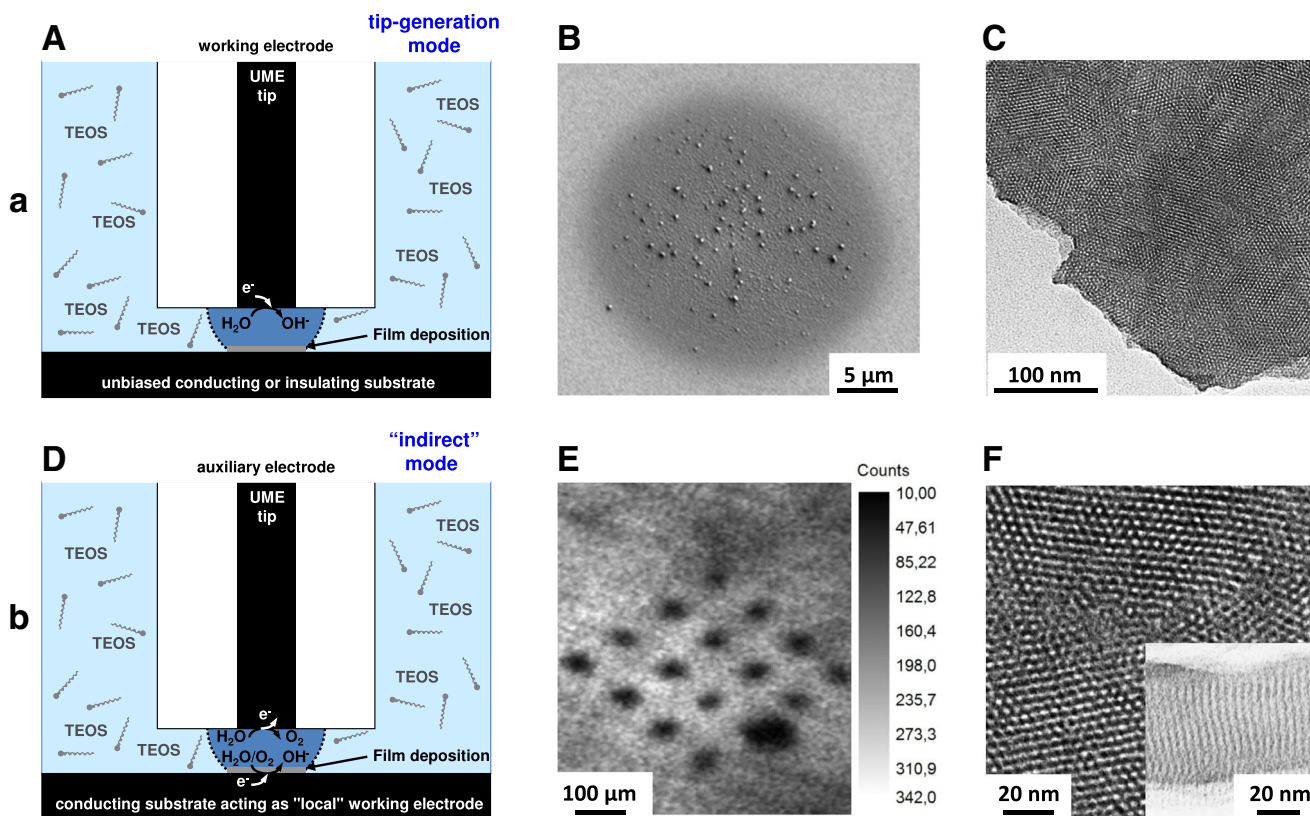 A
tip-generation
mode
working electrode
UME
tip
TEOS
TEOS
TEOS
TEOS
TEOS
TEOS
TEOS
TEOS
e-
H2O
OH-
Film deposition
unbiased conducting or insulating substrate
a
B
5 µm
C
100 nm
D
"indirect"
mode
auxiliary electrode
UME
tip
TEOS
TEOS
TEOS
TEOS
TEOS
TEOS
TEOS
TEOS
e-
H2O
O2
H2O/O2
OH-
e-
Film deposition
conducting substrate acting as "local" working electrode
b
E
Counts
10,00
47,61
85,22
122,8
160,4
198,0
235,7
273,3
310,9
342,0
100 µm
F
20 nm
20 nm